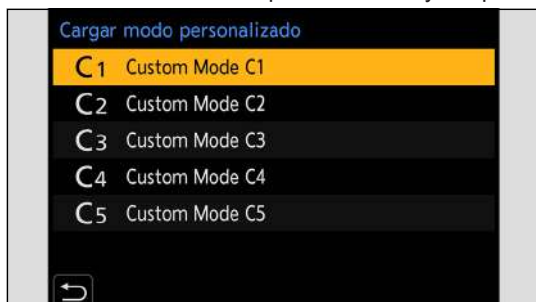 Cargar modo personalizado
C1 Custom Mode C1
C2 Custom Mode C2
C3 Custom Mode C3
C4 Custom Mode C4
C5 Custom Mode C5